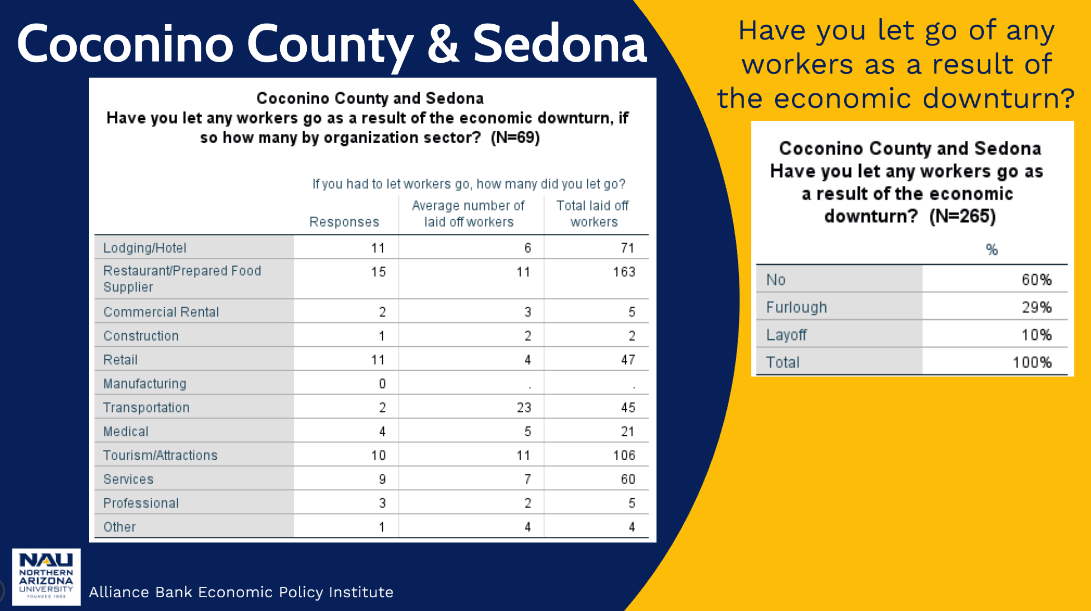 Coconino County & Sedona
Coconino County and Sedona
Have you let any workers go as a result of the economic downturn, if
so how many by organization sector? (N=69)
If you had to let workers go, how many did you let go?
Responses Average number of laid off workers Total laid off workers
Lodging/Hotel 11 6 71
Restaurant/Prepared Food Supplier 15 11 163
Commercial Rental 2 3 5
Construction 1 2 2
Retail 11 4 47
Manufacturing 0 . .
Transportation 2 23 45
Medical 4 5 21
Tourism/Attractions 10 11 106
Services 9 7 60
Professional 3 2 5
Other 1 4 4
Have you let go of any
workers as a result of
the economic downturn?
Coconino County and Sedona
Have you let any workers go as
a result of the economic
downturn? (N=265)
%
No 60%
Furlough 29%
Layoff 10%
Total 100%
NAU
NORTHERN
ARIZONA
UNIVERSITY
FOUNDED 1899
Alliance Bank Economic Policy Institute